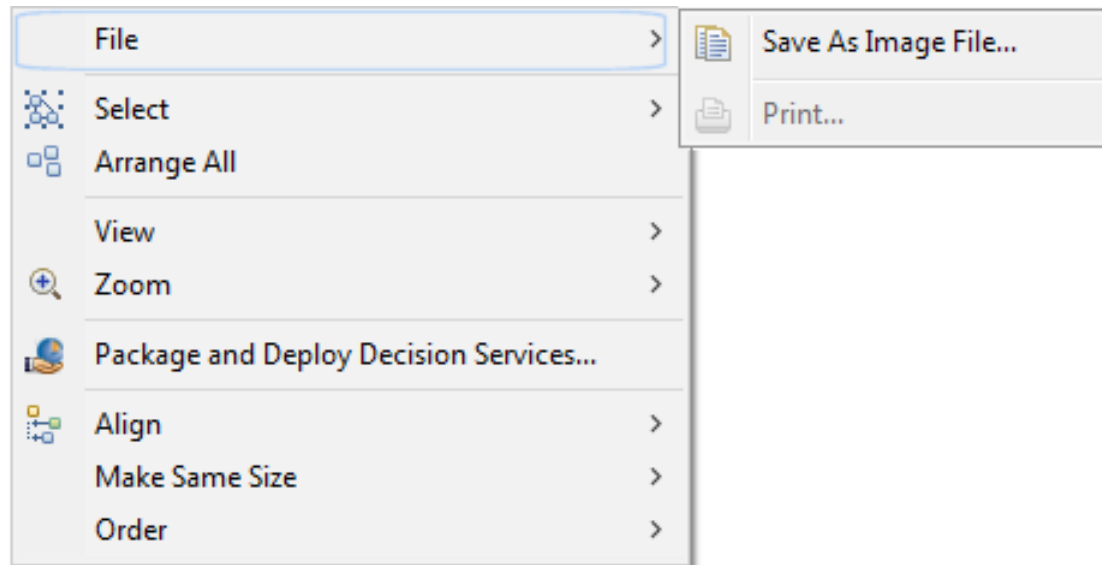 File
Save As Image File...
Print...
Select
Arrange All
View
Zoom
Package and Deploy Decision Services...
Align
Make Same Size
Order